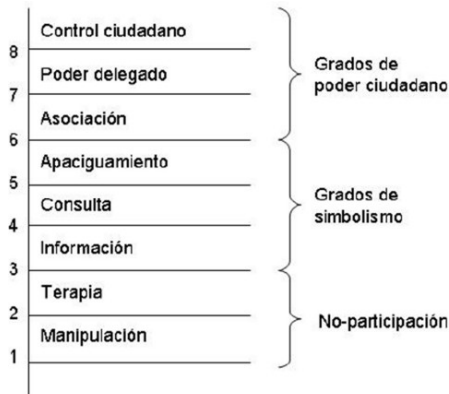 Control ciudadano
8
Poder delegado
7
Asociación
6
Apaciguamiento
5
Consulta
4
Información
3
Terapia
2
Manipulación
1
Grados de
poder ciudadano
Grados de
simbolismo
No-participación